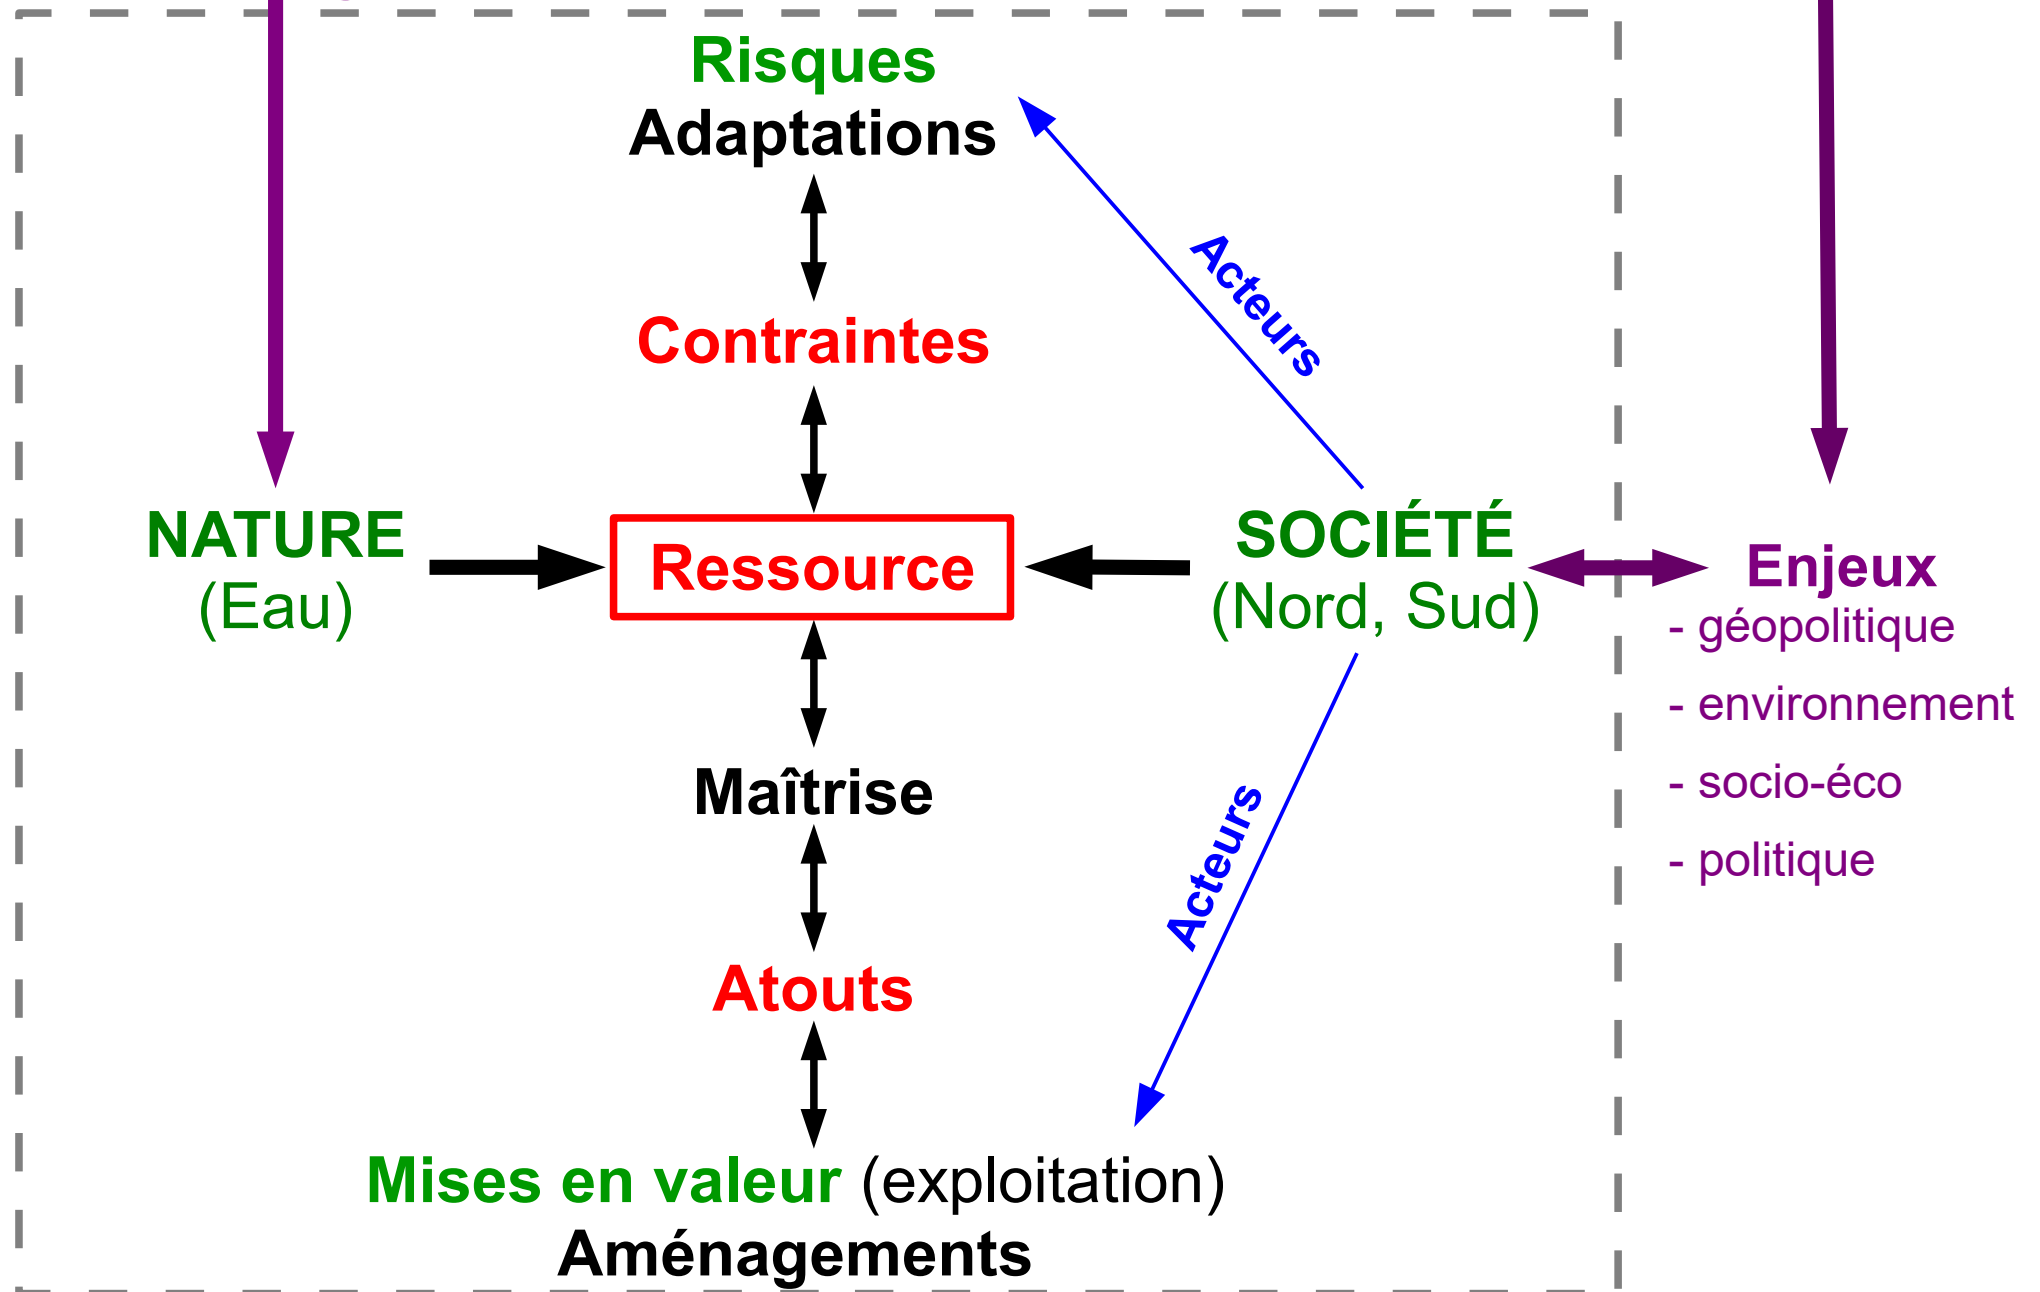 Risques
Adaptations
Acteurs
Contraintes
NATURE
(Eau)
Ressource
SOCIÉTÉ
(Nord, Sud)
Enjeux
- géopolitique
- environnement
- socio-éco
- politique
Maîtrise
Acteurs
Atouts
Mises en valeur (exploitation)
Aménagements